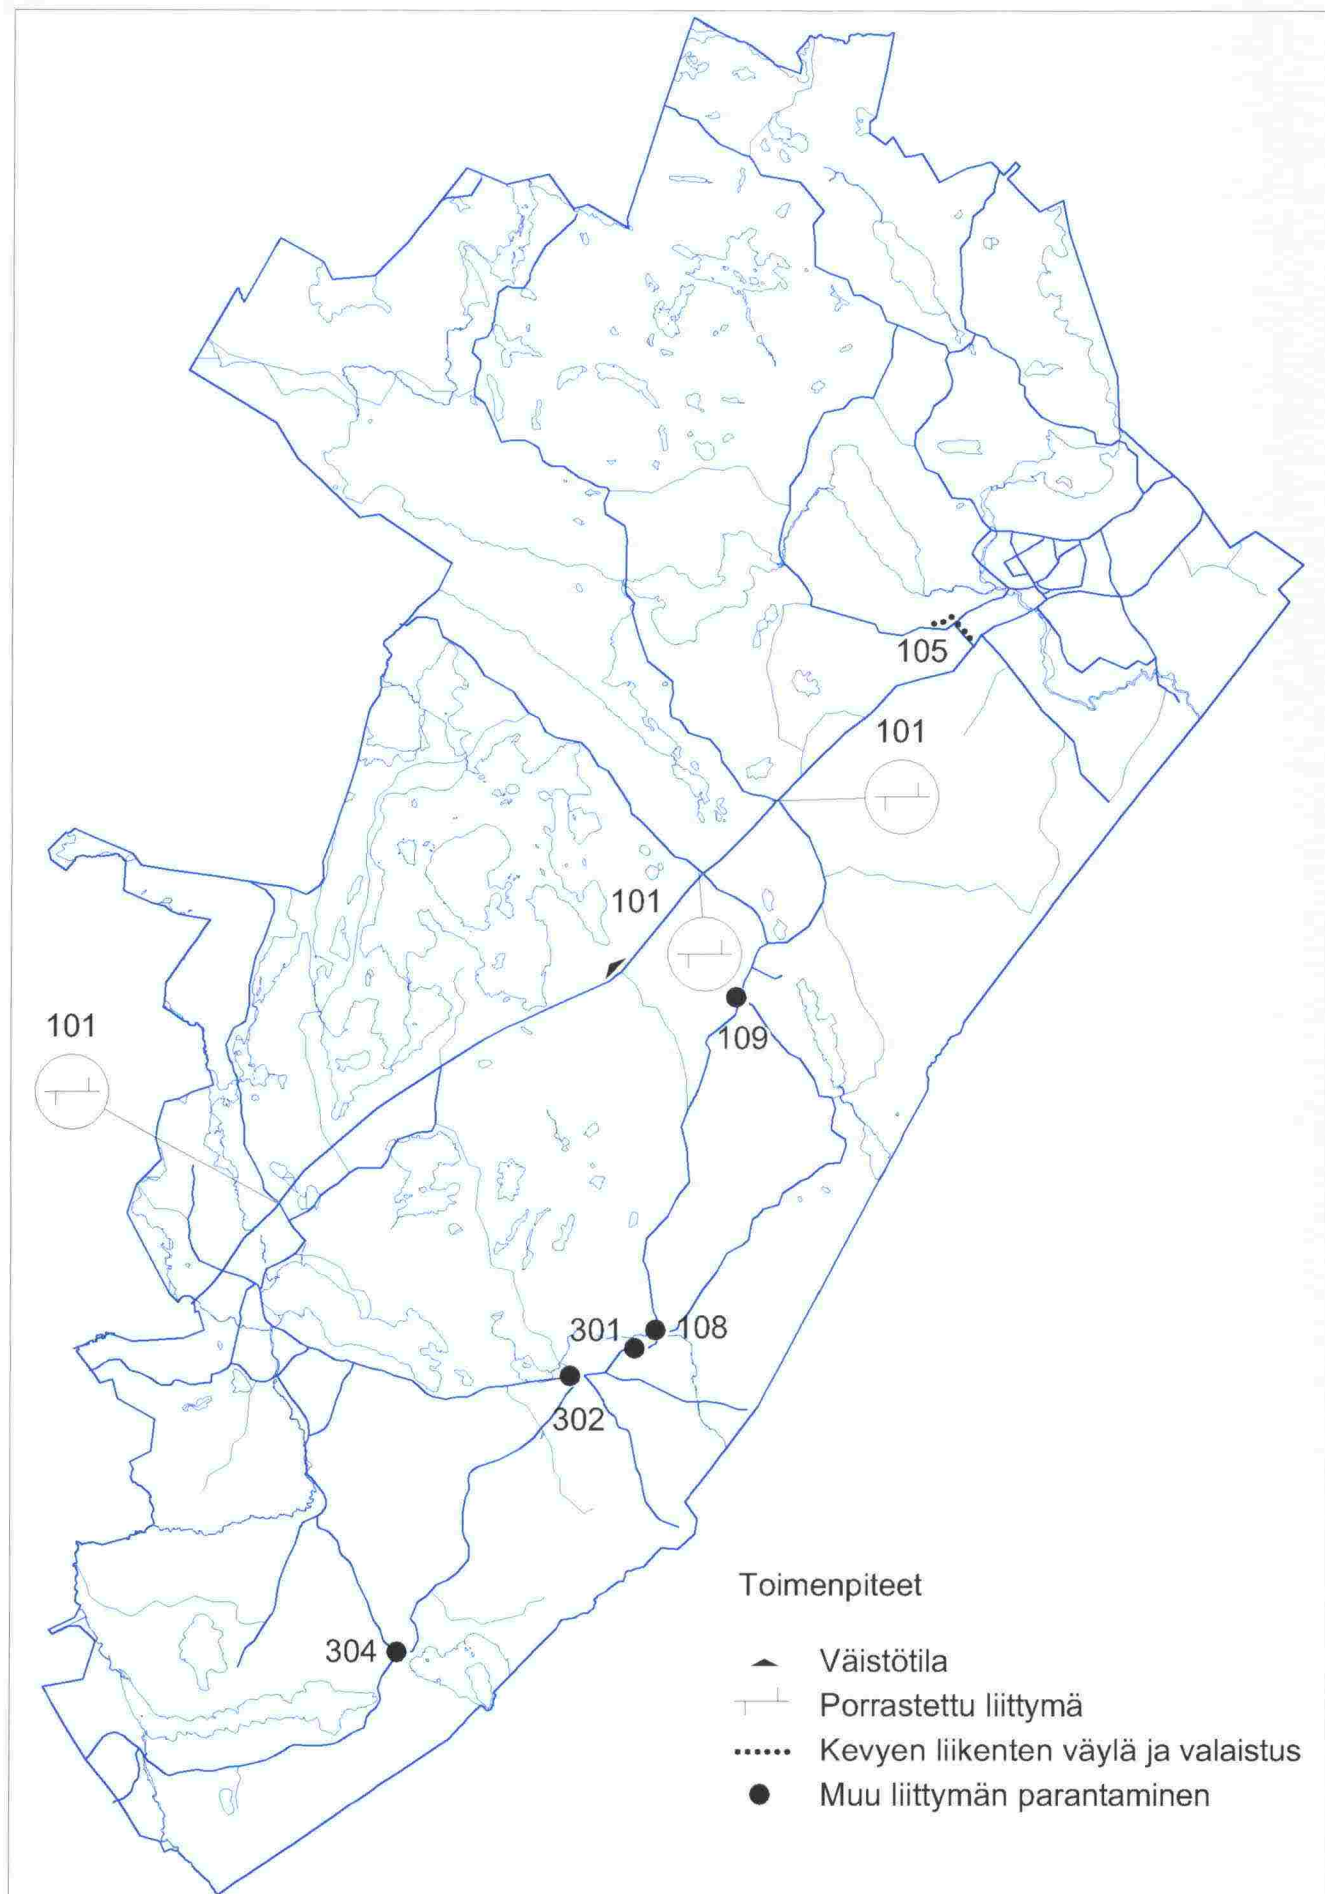 105
101
101
109
101
301
108
302
304
Toimenpiteet
Väistötila
Porrastettu liittymä
Kevyen liikenten väylä ja valaistus
Muu liittymän parantaminen